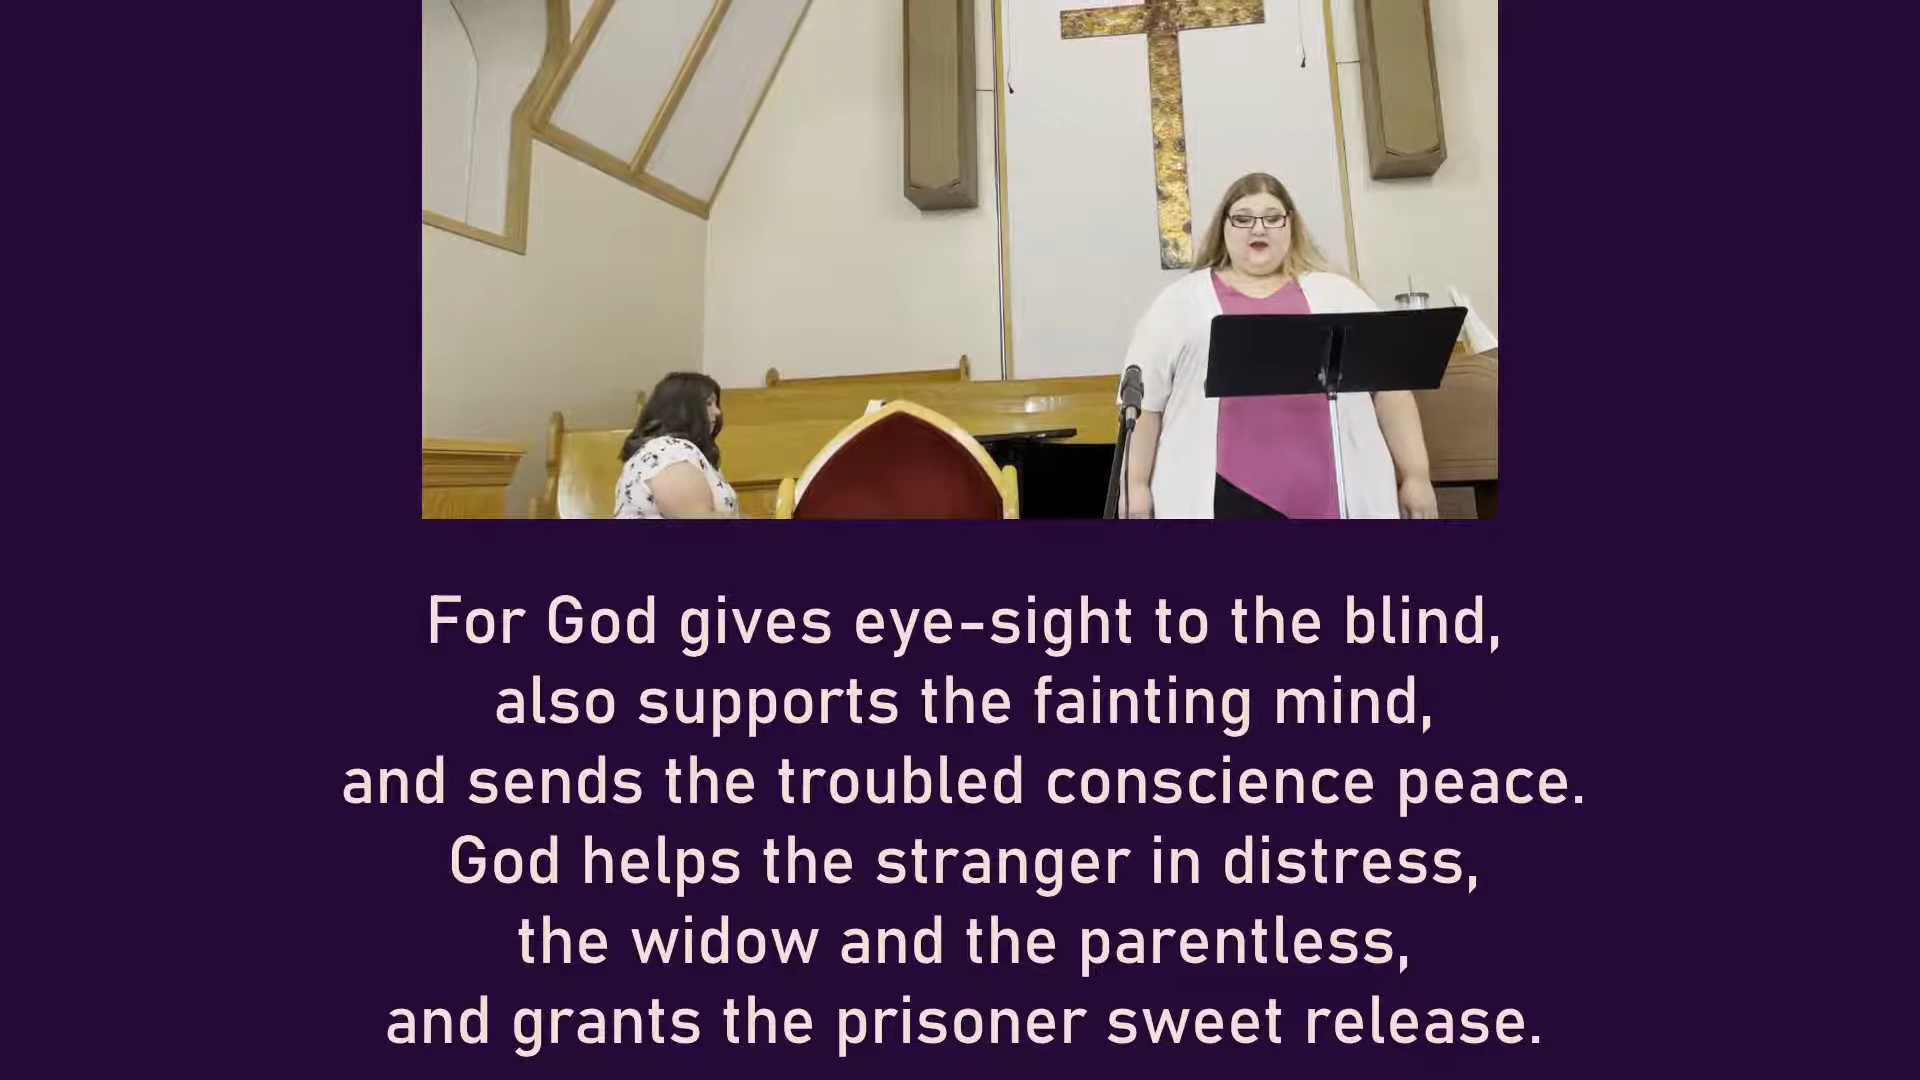 For God gives eye-sight to the blind,
also supports the fainting mind,
and sends the troubled conscience peace.
God helps the stranger in distress,
the widow and the parentless,
and grants the prisoner sweet release.